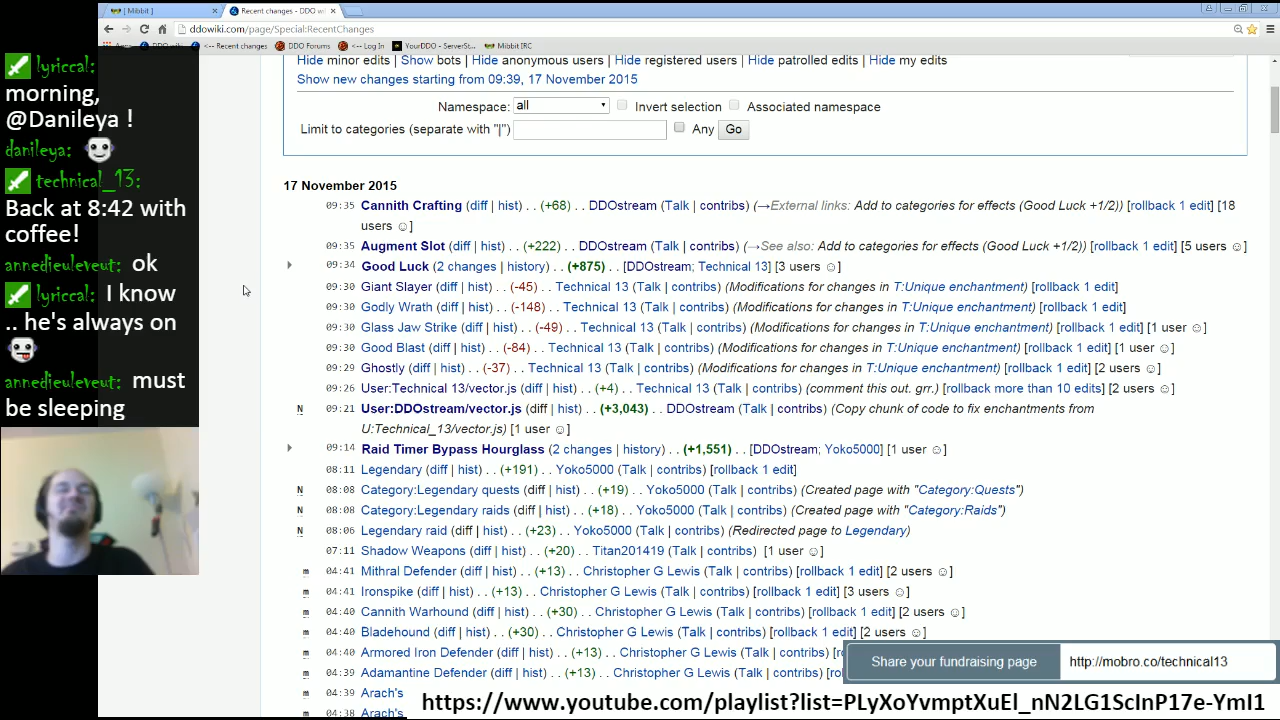 [ Mibbit ]
Recent changes - DDO wi
ddowiki.com/page/Special:RecentChanges
<-- Recent changes
DDO Forums
<-- Log In
YourDDO - ServerSt...
Mibbit IRC
lyriccal:
morning,
@Danileya !
danileya:
technical_13:
Back at 8:42 with
coffee!
annedieuleveut: ok
lyriccal: I know
.. he's always on
annedieuleveut: must
be sleeping
Hide minor edits | Show bots | Hide anonymous users | Hide registered users | Hide patrolled edits | Hide my edits
Show new changes starting from 09:39, 17 November 2015
Namespace: all Invert selection Associated namespace
Limit to categories (separate with "|") Any Go
17 November 2015
09:35 Cannith Crafting (diff | hist) . . (+68) . . DDOstream (Talk | contribs) (→External links: Add to categories for effects (Good Luck +1/2)) [rollback 1 edit] [18
users ☺]
09:35 Augment Slot (diff | hist) . . (+222) . . DDOstream (Talk | contribs) (→See also: Add to categories for effects (Good Luck +1/2)) [rollback 1 edit] [5 users ☺]
09:34 Good Luck (2 changes | history) . . (+875) . . [DDOstream; Technical 13] [3 users ☺]
09:30 Giant Slayer (diff | hist) . . (-45) . . Technical 13 (Talk | contribs) (Modifications for changes in T:Unique enchantment) [rollback 1 edit]
09:30 Godly Wrath (diff | hist) . . (-148) . . Technical 13 (Talk | contribs) (Modifications for changes in T:Unique enchantment) [rollback 1 edit]
09:30 Glass Jaw Strike (diff | hist) . . (-49) . . Technical 13 (Talk | contribs) (Modifications for changes in T:Unique enchantment) [rollback 1 edit] [1 user ☺]
09:30 Good Blast (diff | hist) . . (-84) . . Technical 13 (Talk | contribs) (Modifications for changes in T:Unique enchantment) [rollback 1 edit] [1 user ☺]
09:29 Ghostly (diff | hist) . . (-37) . . Technical 13 (Talk | contribs) (Modifications for changes in T:Unique enchantment) [rollback 1 edit] [2 users ☺]
09:26 User:Technical 13/vector.js (diff | hist) . . (+4) . . Technical 13 (Talk | contribs) (comment this out. grr.) [rollback more than 10 edits] [2 users ☺]
N 09:21 User:DDOstream/vector.js (diff | hist) . . (+3,043) . . DDOstream (Talk | contribs) (Copy chunk of code to fix enchantments from
U:Technical_13/vector.js) [1 user ☺]
09:14 Raid Timer Bypass Hourglass (2 changes | history) . . (+1,551) . . [DDOstream; Yoko5000] [1 user ☺]
08:11 Legendary (diff | hist) . . (+191) . . Yoko5000 (Talk | contribs) [rollback 1 edit]
N 08:08 Category:Legendary quests (diff | hist) . . (+19) . . Yoko5000 (Talk | contribs) (Created page with "Category:Quests")
N 08:08 Category:Legendary raids (diff | hist) . . (+18) . . Yoko5000 (Talk | contribs) (Created page with "Category:Raids")
N 08:06 Legendary raid (diff | hist) . . (+23) . . Yoko5000 (Talk | contribs) (Redirected page to Legendary)
07:11 Shadow Weapons (diff | hist) . . (+20) . . Titan201419 (Talk | contribs) [1 user ☺]
m 04:41 Mithral Defender (diff | hist) . . (+13) . . Christopher G Lewis (Talk | contribs) [rollback 1 edit] [2 users ☺]
m 04:41 Ironspike (diff | hist) . . (+13) . . Christopher G Lewis (Talk | contribs) [rollback 1 edit] [3 users ☺]
m 04:40 Cannith Warhound (diff | hist) . . (+30) . . Christopher G Lewis (Talk | contribs) [rollback 1 edit] [2 users ☺]
m 04:40 Bladehound (diff | hist) . . (+30) . . Christopher G Lewis (Talk | contribs) [rollback 1 edit] [2 users ☺]
m 04:40 Armored Iron Defender (diff | hist) . . (+13) . . Christopher G Lewis (Talk | contribs) [ro
m 04:40 Adamantine Defender (diff | hist) . . (+13) . . Christopher G Lewis (Talk | contribs) [ro
m 04:39 Arach's
m 04:38 Arach's
Share your fundraising page http://mobro.co/technical13
https://www.youtube.com/playlist?list=PLyXoYvmptXuEl_nN2LG1ScInP17e-YmI1